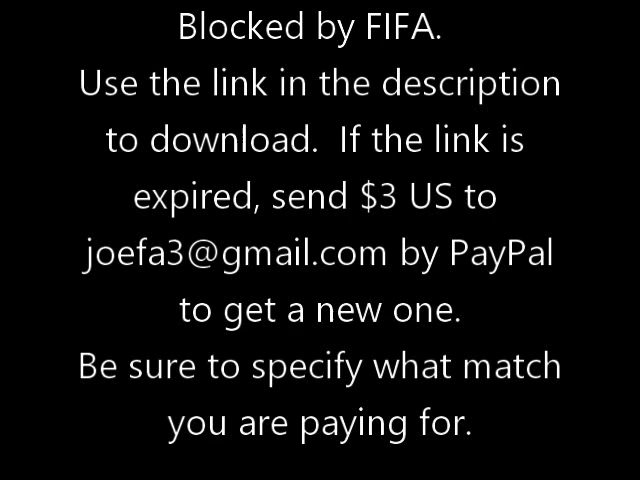 Blocked by FIFA.
Use the link in the description
to download.  If the link is
expired, send $3 US to
joefa3@gmail.com by PayPal
to get a new one.
Be sure to specify what match
you are paying for.